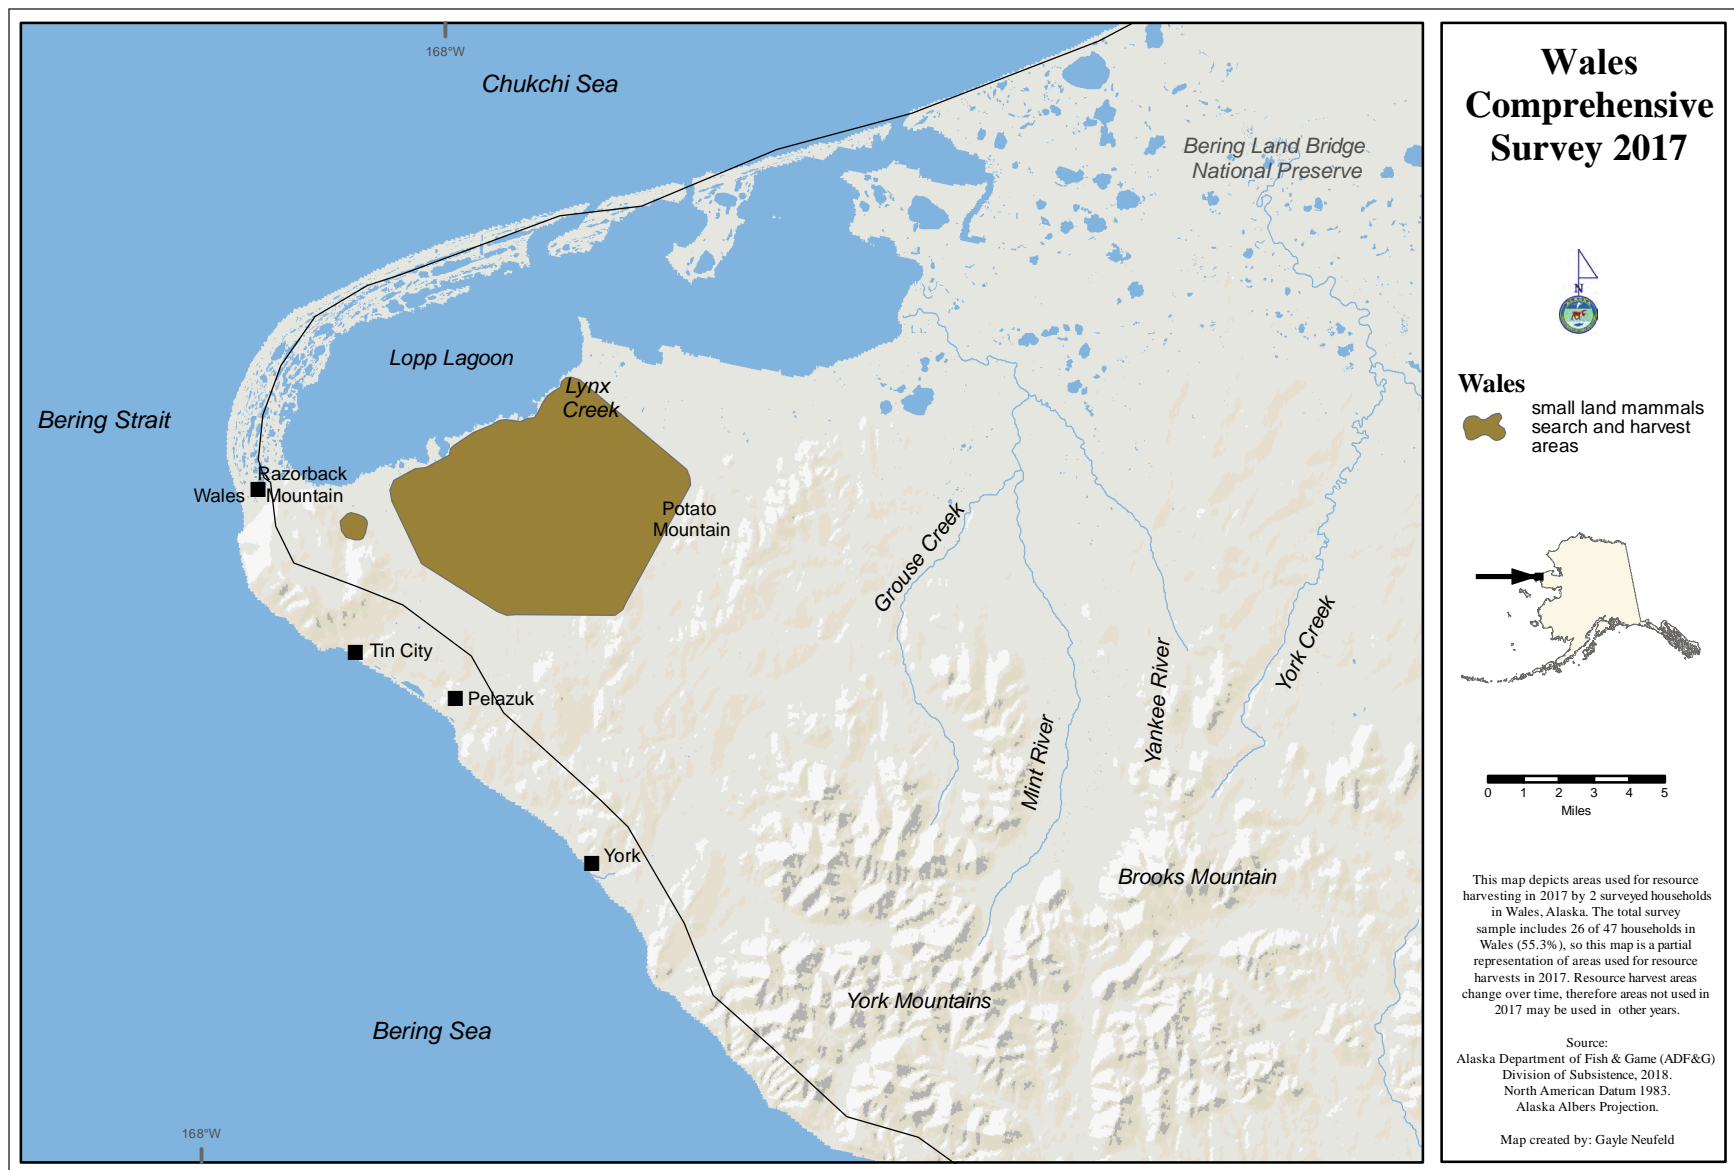 168°W
Chukchi Sea
Bering Land Bridge
National Preserve
Lopp Lagoon
Lynx
Creek
Bering Strait
Razorback
Mountain
Wales
Potato
Mountain
Grouse Creek
Tin City
Pelazuk
York Creek
Yankee River
Mint River
York
Brooks Mountain
York Mountains
Bering Sea
168°W
Wales
Comprehensive
Survey 2017
N
ALASKA
Wales
small land mammals
search and harvest
areas
0 1 2 3 4 5
Miles
This map depicts areas used for resource
harvesting in 2017 by 2 surveyed households
in Wales, Alaska. The total survey
sample includes 26 of 47 households in
Wales (55.3%), so this map is a partial
representation of areas used for resource
harvests in 2017. Resource harvest areas
change over time, therefore areas not used in
2017 may be used in other years.
Source:
Alaska Department of Fish & Game (ADF&G)
Division of Subsistence, 2018.
North American Datum 1983.
Alaska Albers Projection.
Map created by: Gayle Neufeld